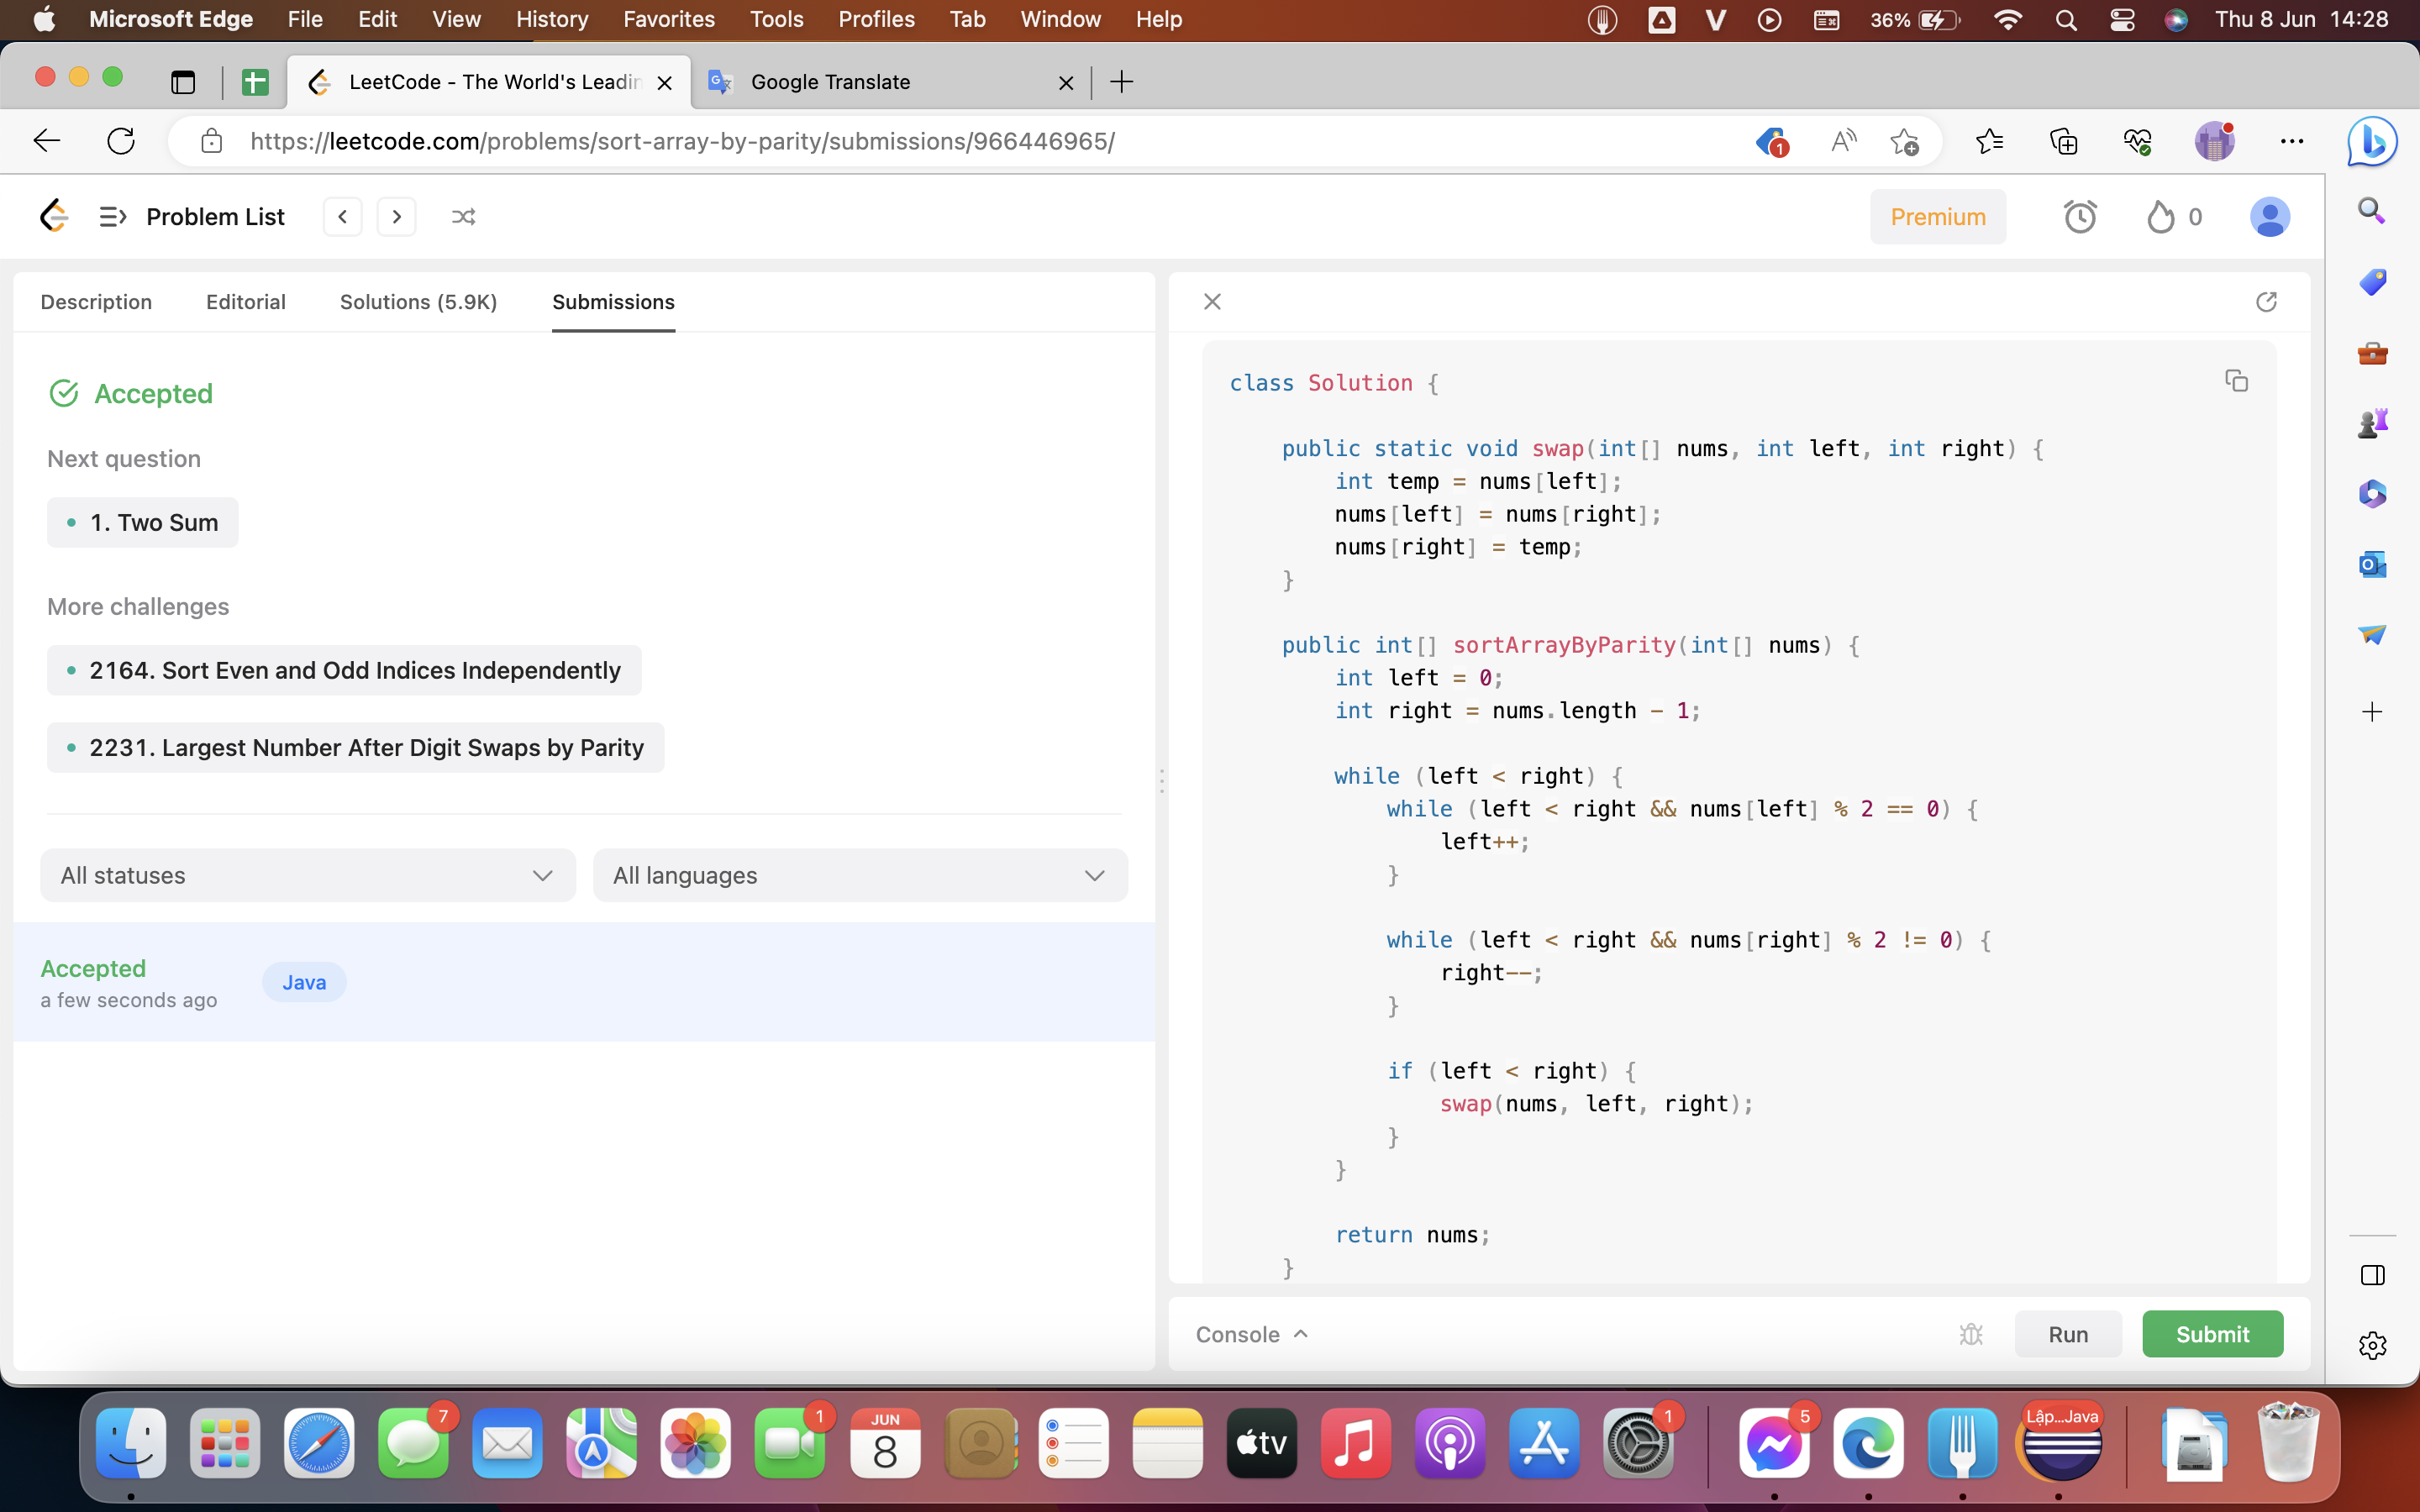 Microsoft Edge File Edit View History Favorites Tools Profiles Tab Window Help 36% Thu 8 Jun 14:28
LeetCode - The World's Leadin Google Translate
https://leetcode.com/problems/sort-array-by-parity/submissions/966446965/ 1
Problem List Premium 0
Description Editorial Solutions (5.9K) Submissions
Accepted
Next question
1. Two Sum
More challenges
2164. Sort Even and Odd Indices Independently
2231. Largest Number After Digit Swaps by Parity
All statuses All languages
Accepted
a few seconds ago
Java
class Solution {
public static void swap(int[] nums, int left, int right) {
int temp = nums[left];
nums[left] = nums[right];
nums[right] = temp;
}
public int[] sortArrayByParity(int[] nums) {
int left = 0;
int right = nums.length - 1;
while (left < right) {
while (left < right && nums[left] % 2 == 0) {
left++;
}
while (left < right && nums[right] % 2 != 0) {
right--;
}
if (left < right) {
swap(nums, left, right);
}
}
return nums;
}
Console Run Submit
7 1 JUN 8 tv 1 5 Lập...Java